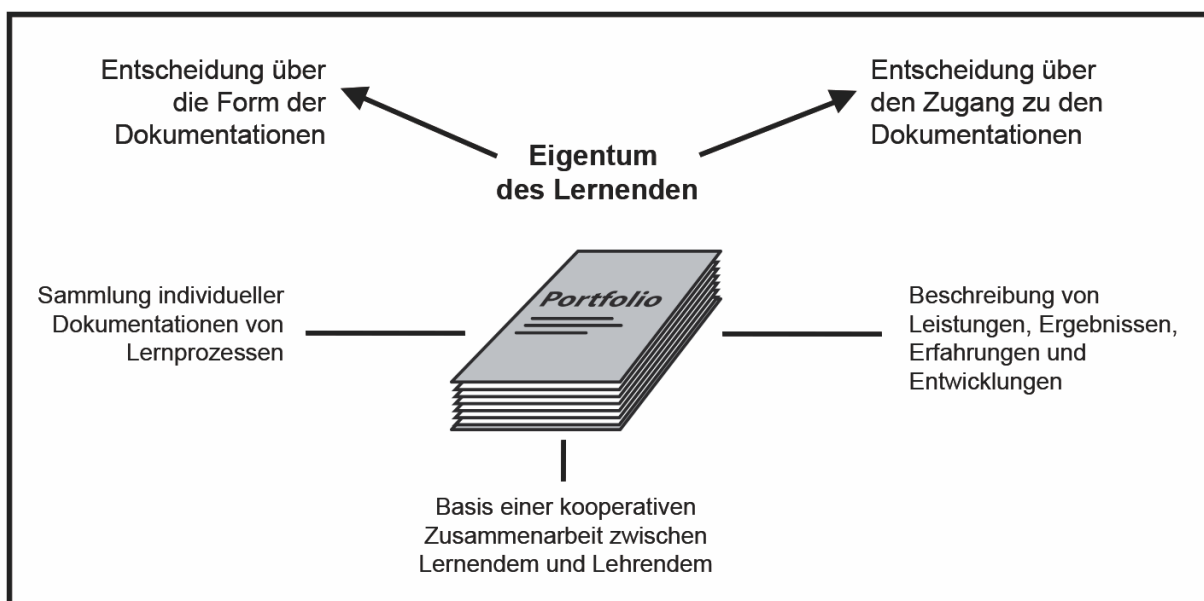 Entscheidung über
die Form der
Dokumentationen
Entscheidung über
den Zugang zu den
Dokumentationen
Eigentum
des Lernenden
Sammlung individueller
Dokumentationen von
Lernprozessen
Portfolio
Beschreibung von
Leistungen, Ergebnissen,
Erfahrungen und
Entwicklungen
Basis einer kooperativen
Zusammenarbeit zwischen
Lernendem und Lehrendem